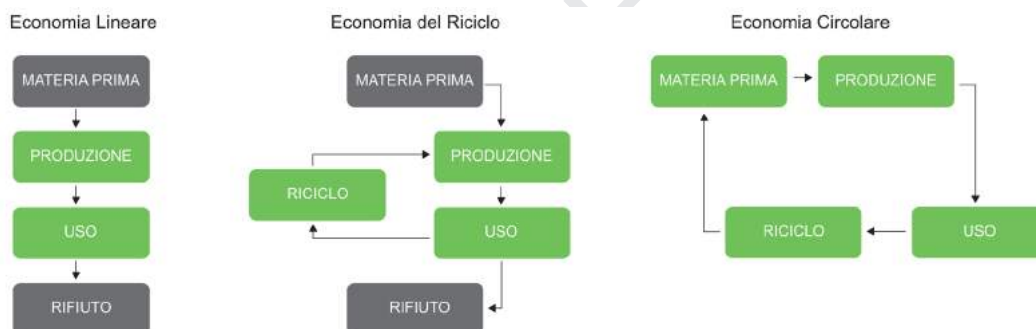 Economia Lineare
MATERIA PRIMA
PRODUZIONE
USO
RIFIUTO
Economia del Riciclo
MATERIA PRIMA
PRODUZIONE
RICICLO
USO
RIFIUTO
Economia Circolare
MATERIA PRIMA
PRODUZIONE
RICICLO
USO